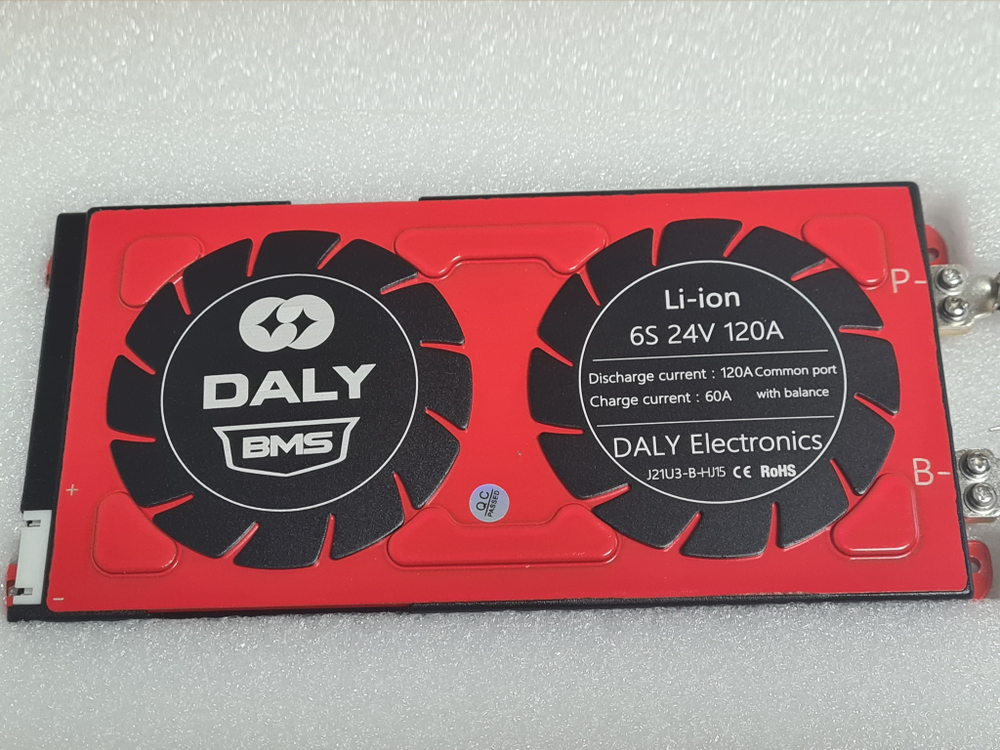 DALY
BMS
Li-ion
6S 24V 120A
Discharge current : 120A Common port
Charge current : 60A with balance
DALY Electronics
J21U3-B-HJ15 CE RoHS
QC
PASSED
P-
B-
+
-